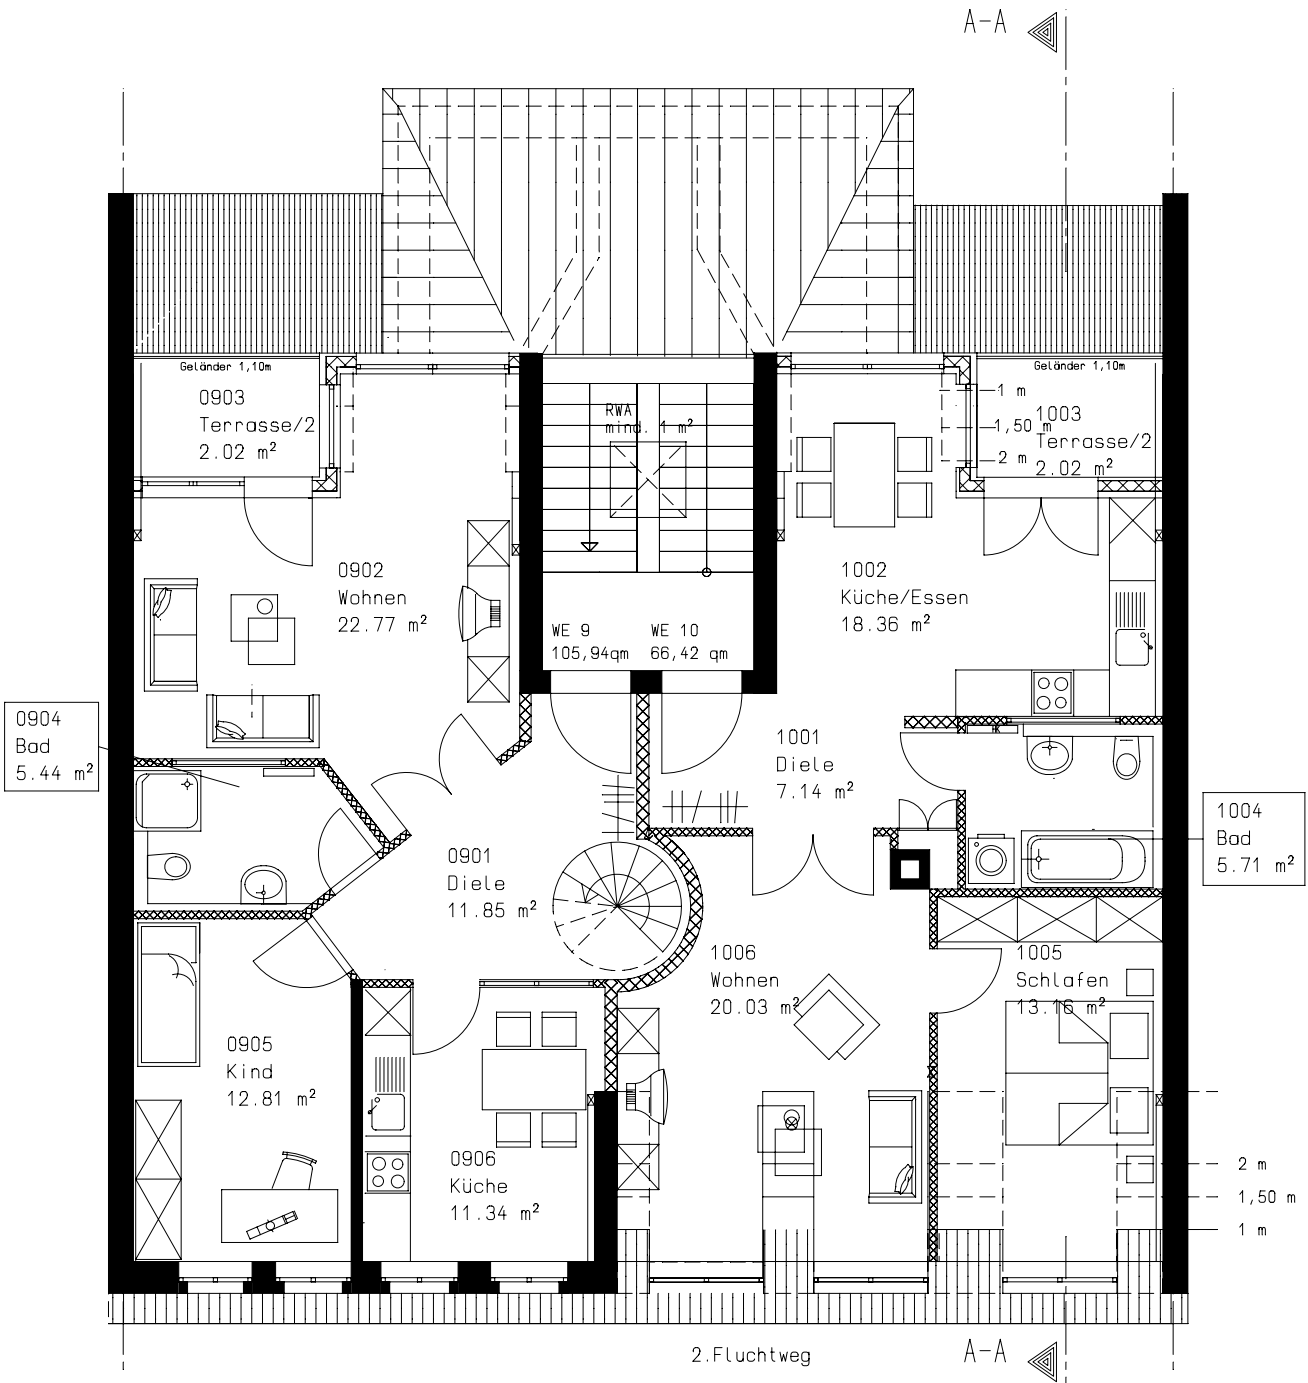 A-A
Geländer 1,10m
Geländer 1,10m
0903
Terrasse/2
2.02 m²
RWA
mind. 1 m²
1 m
1,50 m
2 m
1003
Terrasse/2
2.02 m²
0902
Wohnen
22.77 m²
1002
Küche/Essen
18.36 m²
WE 9
105,94qm
WE 10
66,42 qm
0904
Bad
5.44 m²
1001
Diele
7.14 m²
1004
Bad
5.71 m²
0901
Diele
11.85 m²
1006
Wohnen
20.03 m²
1005
Schlafen
13.16 m²
0905
Kind
12.81 m²
0906
Küche
11.34 m²
2 m
1,50 m
1 m
2.Fluchtweg
A-A